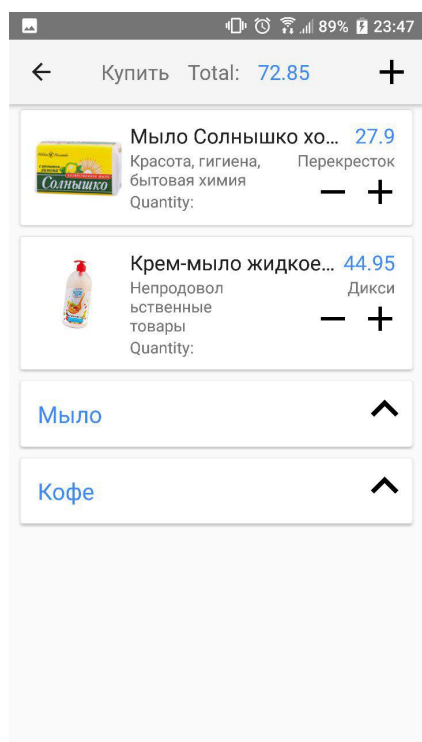 89% 23:47
Купить Total: 72.85
Мыло Солнышко хо... 27.9
Красота, гигиена, Перекресток
бытовая химия
Quantity:
Солнышко
Крем-мыло жидкое... 44.95
Непродовол Дикси
ьственные
товары
Quantity:
Мыло
Кофе